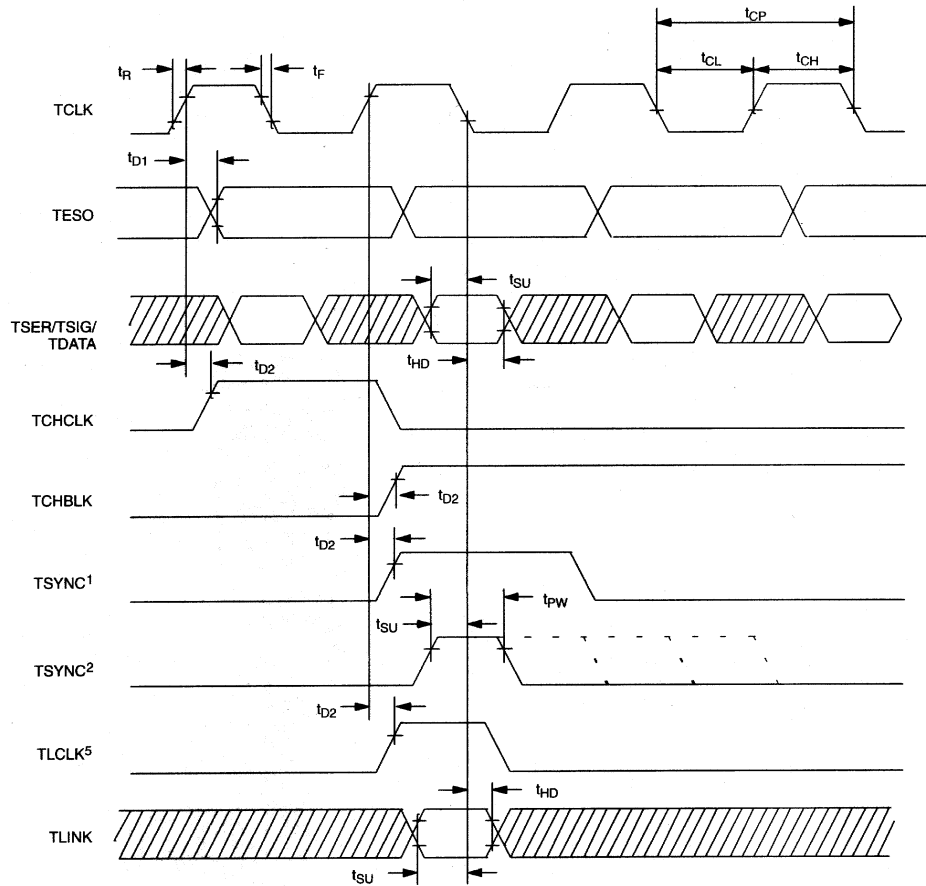 tCP
tR
tF
tCL
tCH
TCLK
tD1
TESO
tSU
TSER/TSIG/
TDATA
tHD
tD2
TCHCLK
TCHBLK
tD2
tD2
TSYNC1
tPW
tSU
TSYNC2
tD2
TLCLK5
tHD
TLINK
tSU